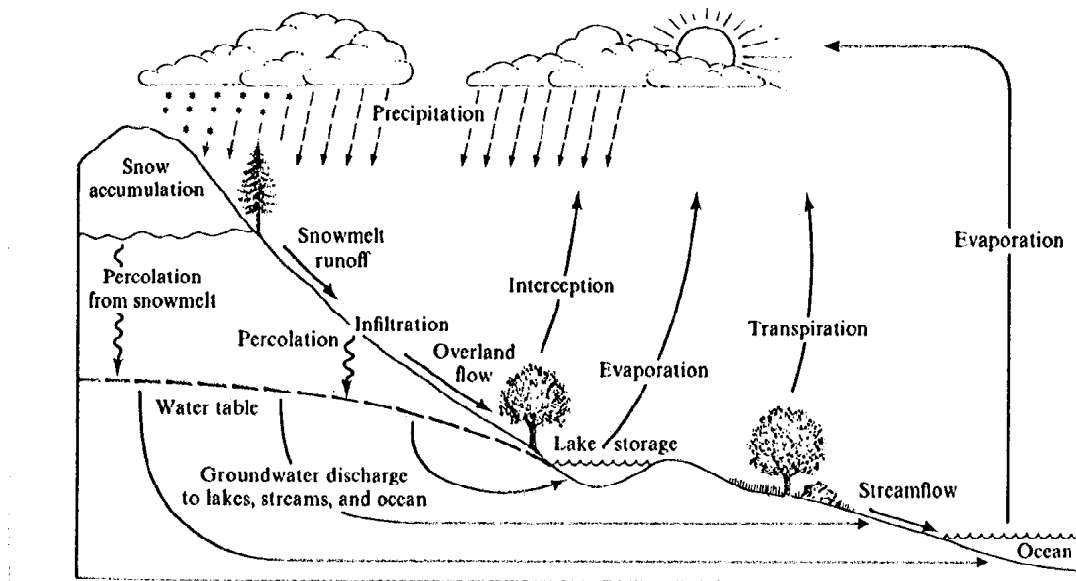 Precipitation
Snow
accumulation
Snowmelt
runoff
Evaporation
Percolation
from snowmelt
Interception
Infiltration
Percolation
Transpiration
Overland
flow
Evaporation
Water table
Lake storage
Groundwater discharge
to lakes, streams, and ocean
Streamflow
Ocean